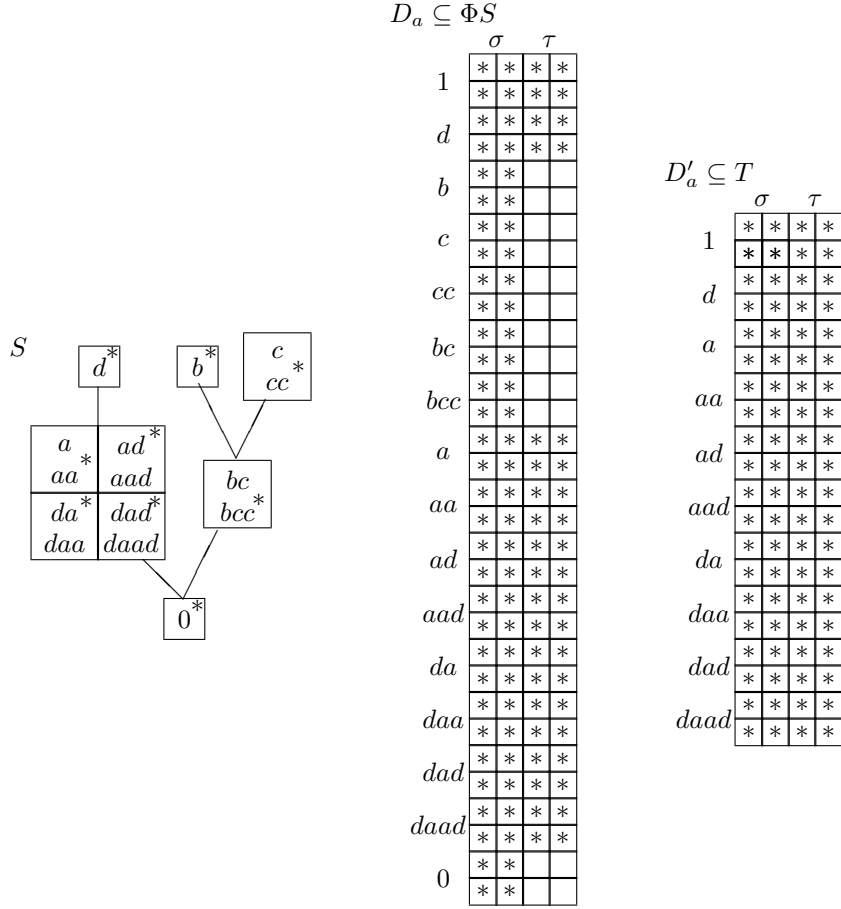 S
d*
b*
c
cc*
a
aa*
ad*
aad
da*
daa
dad*
daad
bc
bcc*
0*
D_a ⊆ ΦS
σ τ
1 * * * *
* * * *
d * * * *
* * * *
b * *
* *
c * *
* *
cc * *
* *
bc * *
* *
bcc * *
* *
a * * * *
* * * *
aa * * * *
* * * *
ad * * * *
* * * *
aad * * * *
* * * *
da * * * *
* * * *
daa * * * *
* * * *
dad * * * *
* * * *
daad * * * *
* * * *
0 * *
* *
D'_a ⊆ T
σ τ
1 * * * *
* * * *
d * * * *
* * * *
a * * * *
* * * *
aa * * * *
* * * *
ad * * * *
* * * *
aad * * * *
* * * *
da * * * *
* * * *
daa * * * *
* * * *
dad * * * *
* * * *
daad * * * *
* * * *